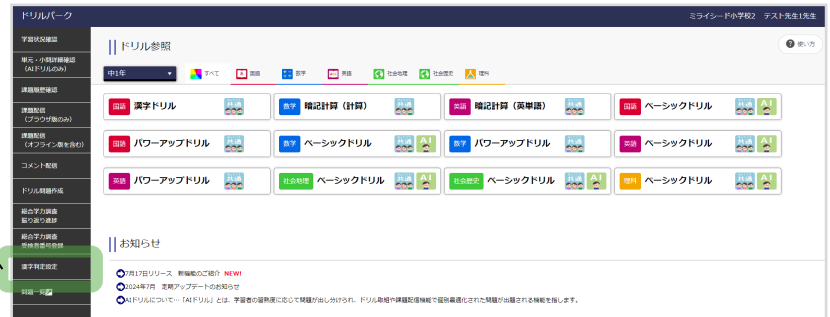 ドリルパーク
ミライシード小学校2 テスト先生1先生
学習状況確認
単元・小問詳細確認
（AIドリルのみ）
課題履歴確認
課題配信
（ブラウザ版のみ）
課題配信
（オフライン版を含む）
コメント配信
ドリル問題作成
総合学力調査
振り返り進捗
総合学力調査
受検者番号登録
漢字判定設定
問題一覧
ドリル参照
使い方
中1年
すべて 国語 数学 英語 社会地理 社会歴史 理科
国語 漢字ドリル 共通
数学 暗記計算（計算） 共通
英語 暗記計算（英単語） 共通
国語 ベーシックドリル 共通 AI
国語 パワーアップドリル 共通
数学 ベーシックドリル 共通 AI
数学 パワーアップドリル 共通
英語 ベーシックドリル 共通 AI
英語 パワーアップドリル 共通
社会地理 ベーシックドリル 共通 AI
社会歴史 ベーシックドリル 共通 AI
理科 ベーシックドリル 共通 AI
お知らせ
7月17日リリース 新機能のご紹介 NEW!
2024年7月 定期アップデートのお知らせ
AIドリルについて…「AIドリル」とは、学習者の習熟度に応じて問題が出し分けられ、ドリル取組や課題配信機能で個別最適化された問題が出題される機能を指します。